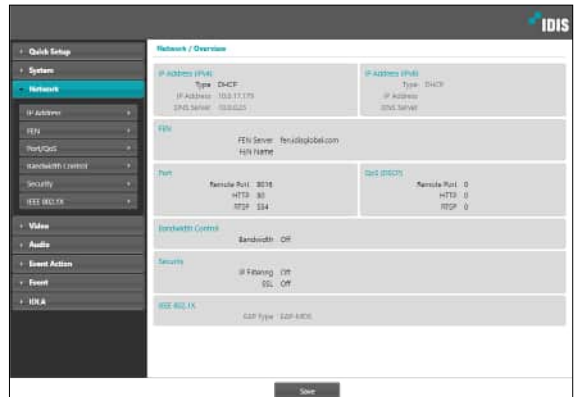 IDIS
Quick Setup
System
Network
IP Address
FEN
Port/QoS
Bandwidth Control
Security
IEEE 802.1X
Video
Audio
Event Action
Event
IDLA
Network / Overview
IP Address (IPv4)
Type DHCP
IP Address 10.0.17.179
DNS Server
IP Address (IPv6)
Type DHCP
IP Address
DNS Server
FEN
FEN Server fen.idisglobal.com
FEN Name
Port
Remote Port 8016
HTTP 80
RTSP 554
QoS (DSCP)
Remote Port 0
HTTP 0
RTSP 0
Bandwidth Control
Bandwidth Off
Security
IP Filtering Off
SSL Off
IEEE 802.1X
EAP Type EAP-MD5
Save